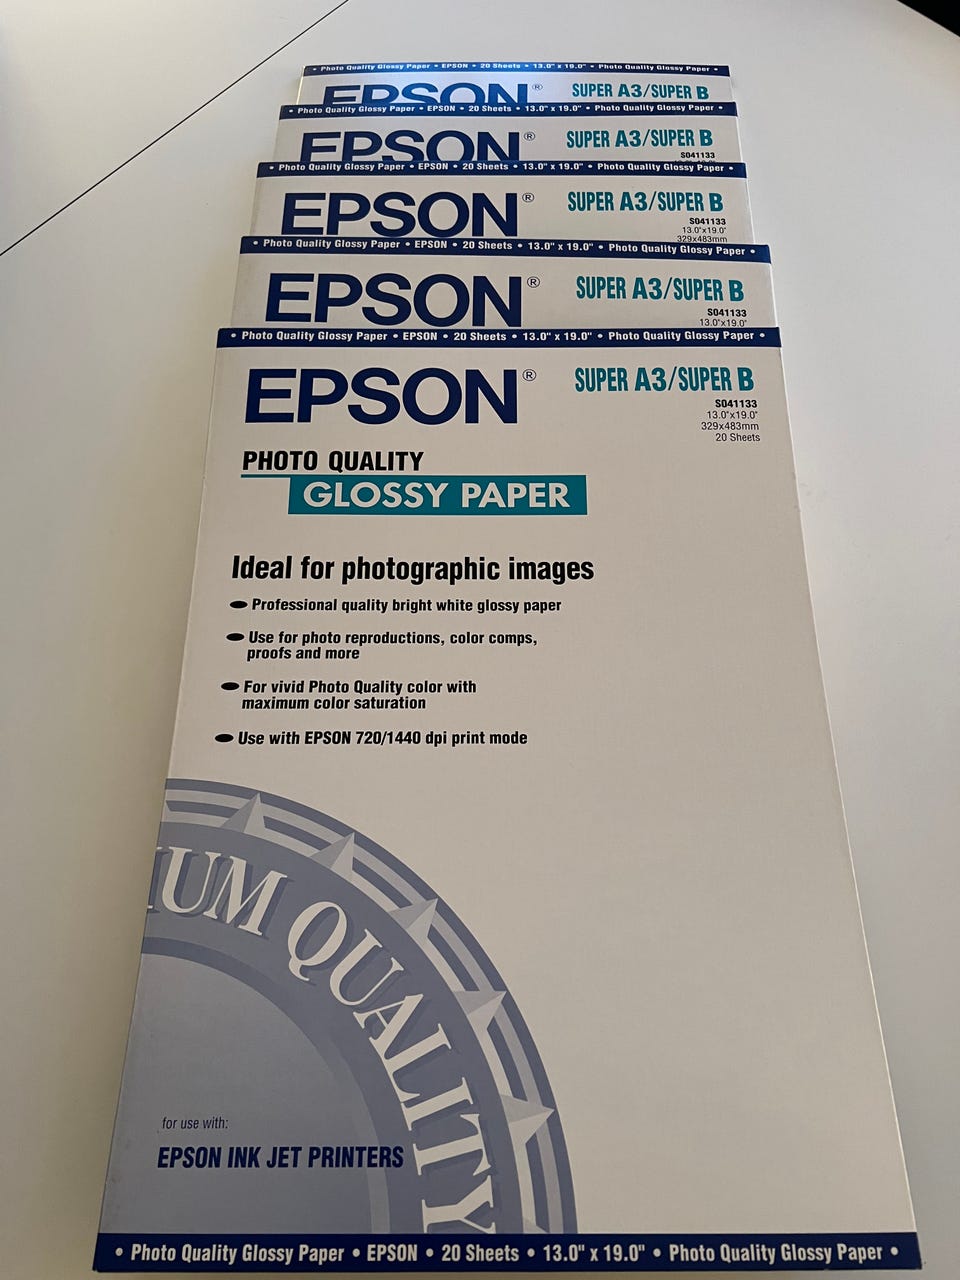 • Photo Quality Glossy Paper • EPSON • 20 Sheets • 13.0" x 19.0" • Photo Quality Glossy Paper •
EPSON® SUPER A3/SUPER B
• Photo Quality Glossy Paper • EPSON • 20 Sheets • 13.0" x 19.0" • Photo Quality Glossy Paper •
EPSON® SUPER A3/SUPER B
S041133
• Photo Quality Glossy Paper • EPSON • 20 Sheets • 13.0" x 19.0" • Photo Quality Glossy Paper •
EPSON® SUPER A3/SUPER B
S041133
13.0"x19.0"
329x483mm
• Photo Quality Glossy Paper • EPSON • 20 Sheets • 13.0" x 19.0" • Photo Quality Glossy Paper •
EPSON® SUPER A3/SUPER B
S041133
13.0"x19.0"
• Photo Quality Glossy Paper • EPSON • 20 Sheets • 13.0" x 19.0" • Photo Quality Glossy Paper •
EPSON® SUPER A3/SUPER B
S041133
13.0"x19.0"
329x483mm
20 Sheets
PHOTO QUALITY
GLOSSY PAPER
Ideal for photographic images
Professional quality bright white glossy paper
Use for photo reproductions, color comps,
proofs and more
For vivid Photo Quality color with
maximum color saturation
Use with EPSON 720/1440 dpi print mode
IUM QUALITY
for use with:
EPSON INK JET PRINTERS
• Photo Quality Glossy Paper • EPSON • 20 Sheets • 13.0" x 19.0" • Photo Quality Glossy Paper •